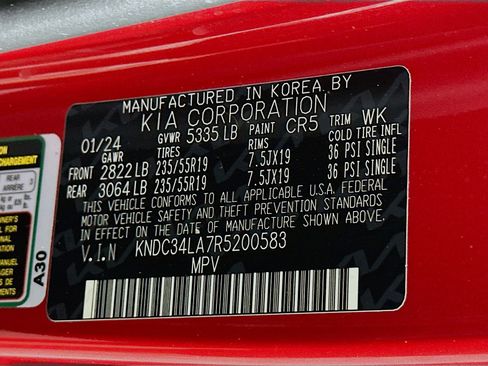 MANUFACTURED IN KOREA BY
KIA CORPORATION
01/24 GVWR 5335 LB PAINT CR5 TRIM WK
GAWR TIRES RIMS COLD TIRE INFL
FRONT 2822 LB 235/55R19 7.5JX19 36 PSI SINGLE
REAR 3064 LB 235/55R19 7.5JX19 36 PSI SINGLE
THIS VEHICLE CONFORMS TO ALL APPLICABLE U.S.A. FEDERAL
MOTOR VEHICLE SAFETY AND THEFT PREVENTION STANDARDS
IN EFFECT ON THE DATE OF MANUFACTURE SHOWN ABOVE.
V.I.N KNDC34LA7R5200583
MPV
CHARGEMENT
REAR
ARRIÈRE
A30